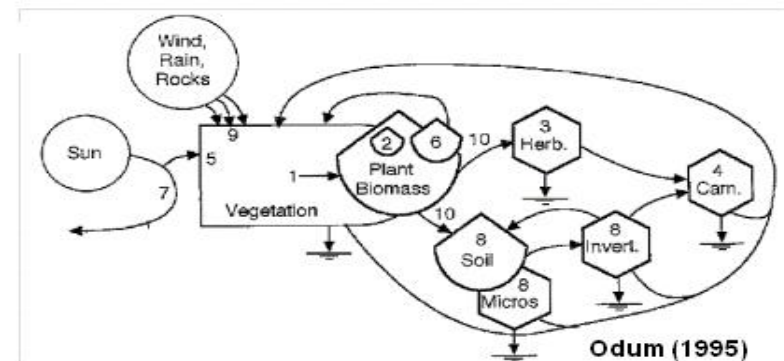 Wind,
Rain,
Rocks
Sun
9
5
7
1
Vegetation
2
6
Plant
Biomass
10
10
3
Herb.
4
Carn.
8
Soil
8
Micros
8
Invert.
Odum (1995)